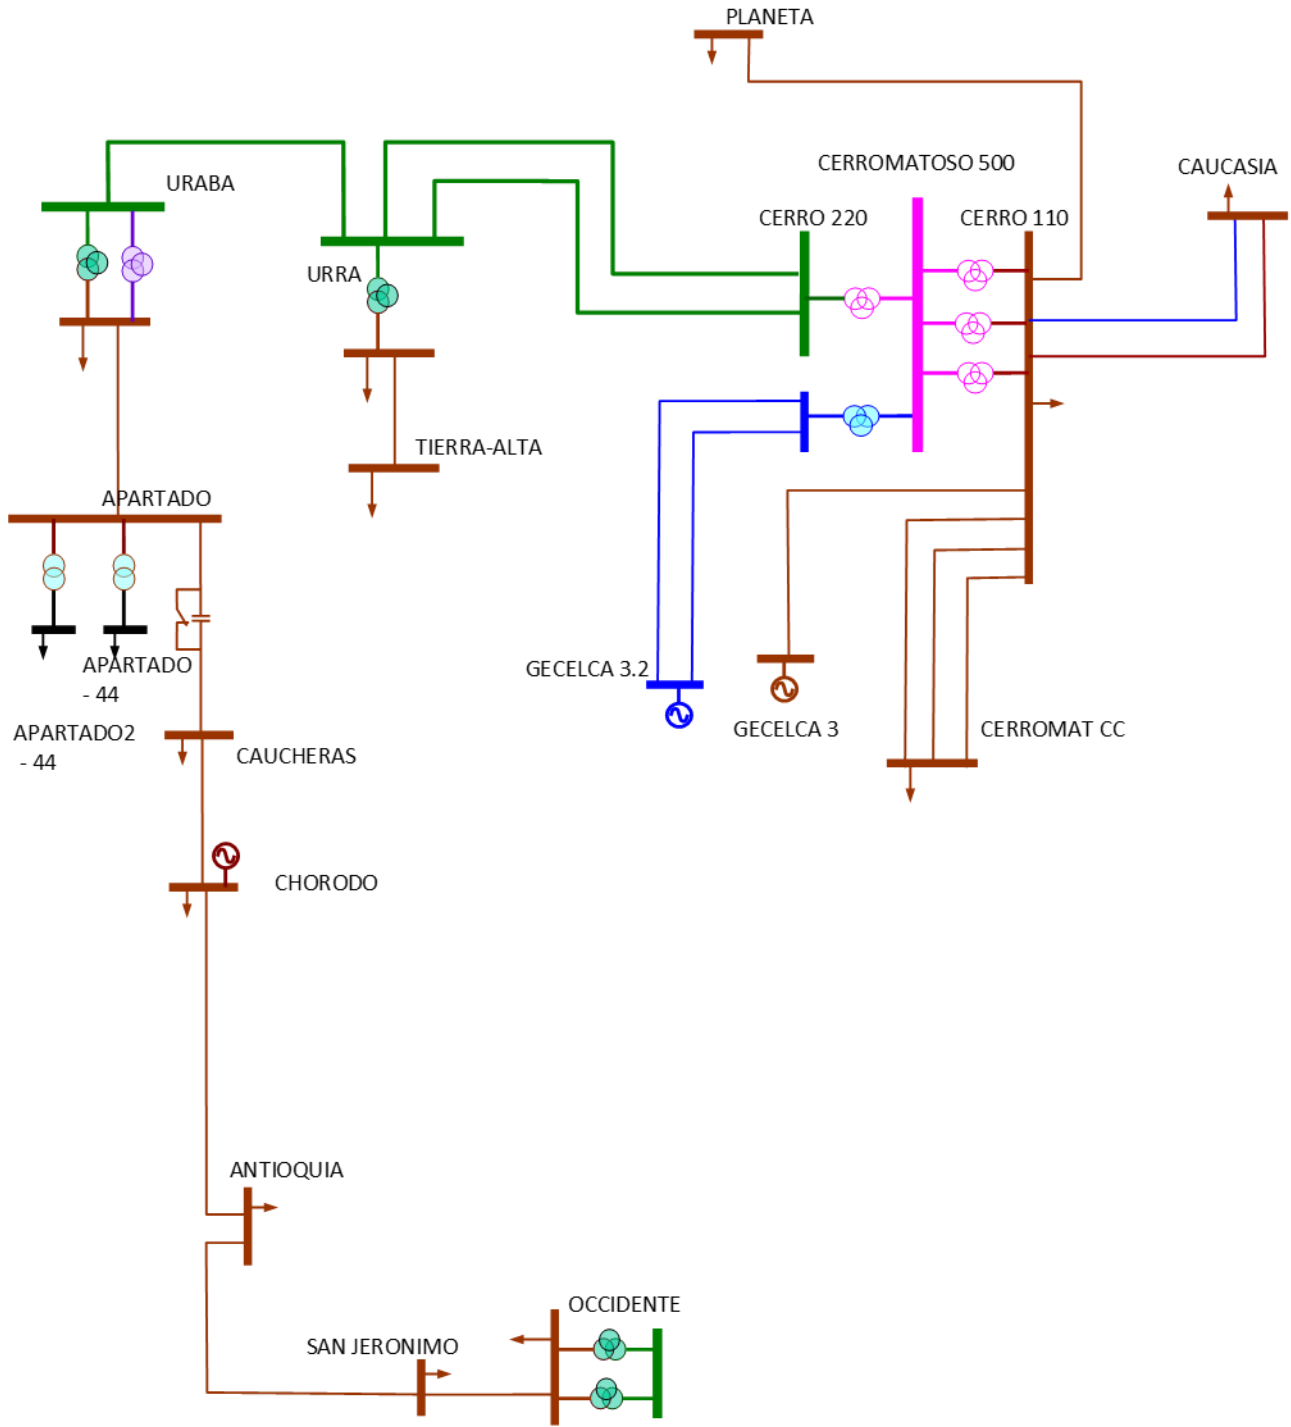 PLANETA
CERROMATOSO 500
CAUCASIA
URABA
CERRO 220
CERRO 110
URRA
TIERRA-ALTA
APARTADO
APARTADO
- 44
GECELCA 3.2
APARTADO2
- 44
GECELCA 3
CERROMAT CC
CAUCHERAS
CHORODO
ANTIOQUIA
OCCIDENTE
SAN JERONIMO